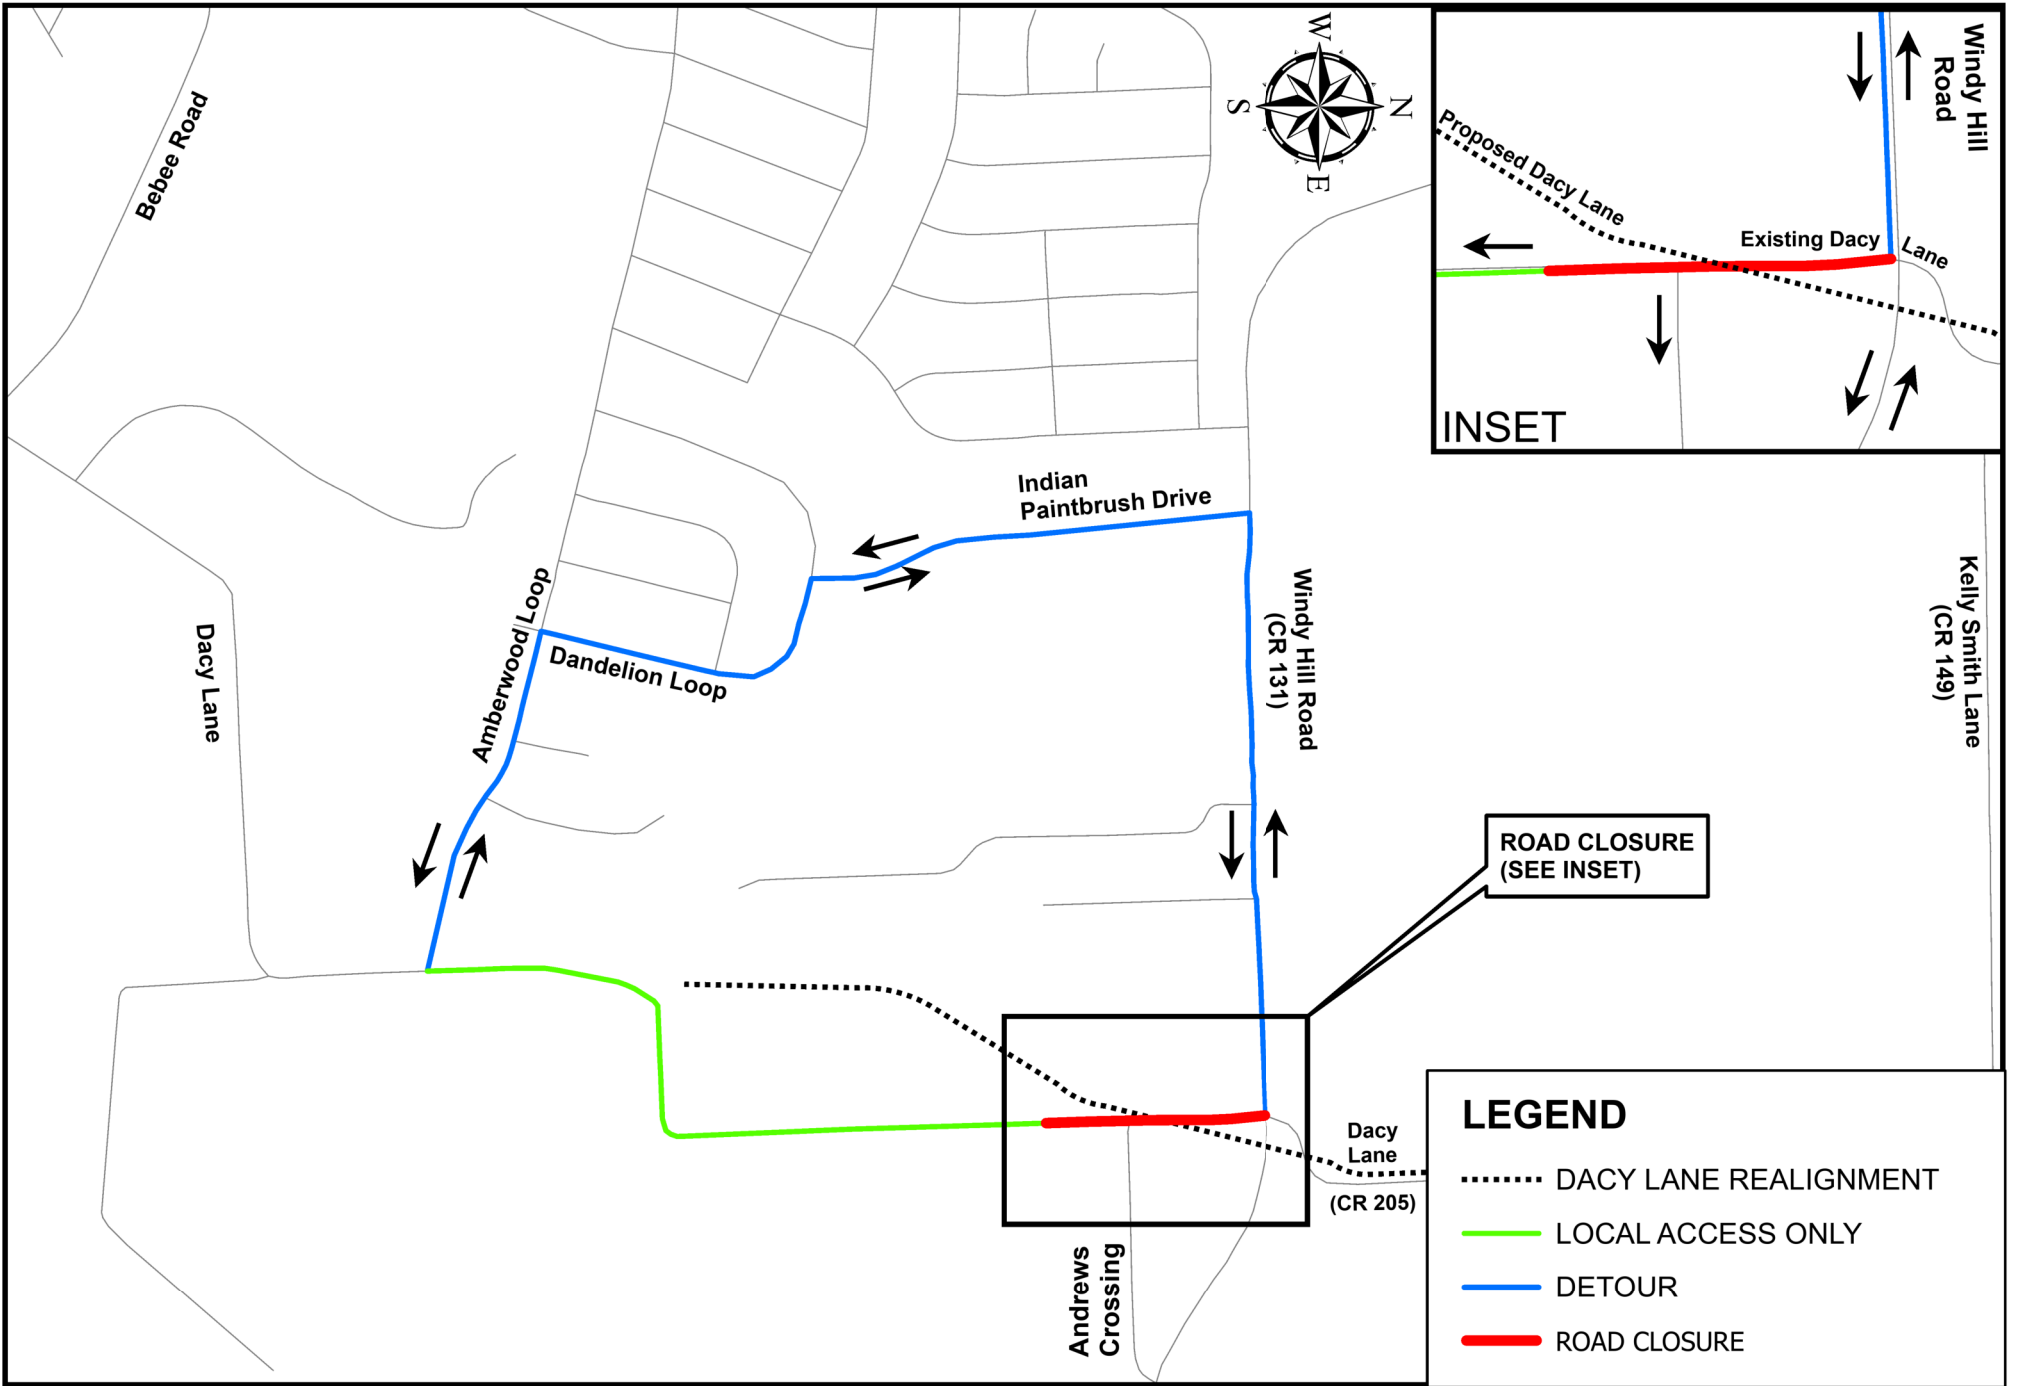 W
N
S
E
Bebee Road
Windy Hill
Road
Proposed Dacy Lane
Existing Dacy
Lane
INSET
Indian
Paintbrush Drive
Amberwood Loop
Dandelion Loop
Dacy Lane
Windy Hill Road
(CR 131)
Kelly Smith Lane
(CR 149)
ROAD CLOSURE
(SEE INSET)
Dacy
Lane
(CR 205)
Andrews
Crossing
LEGEND
DACY LANE REALIGNMENT
LOCAL ACCESS ONLY
DETOUR
ROAD CLOSURE